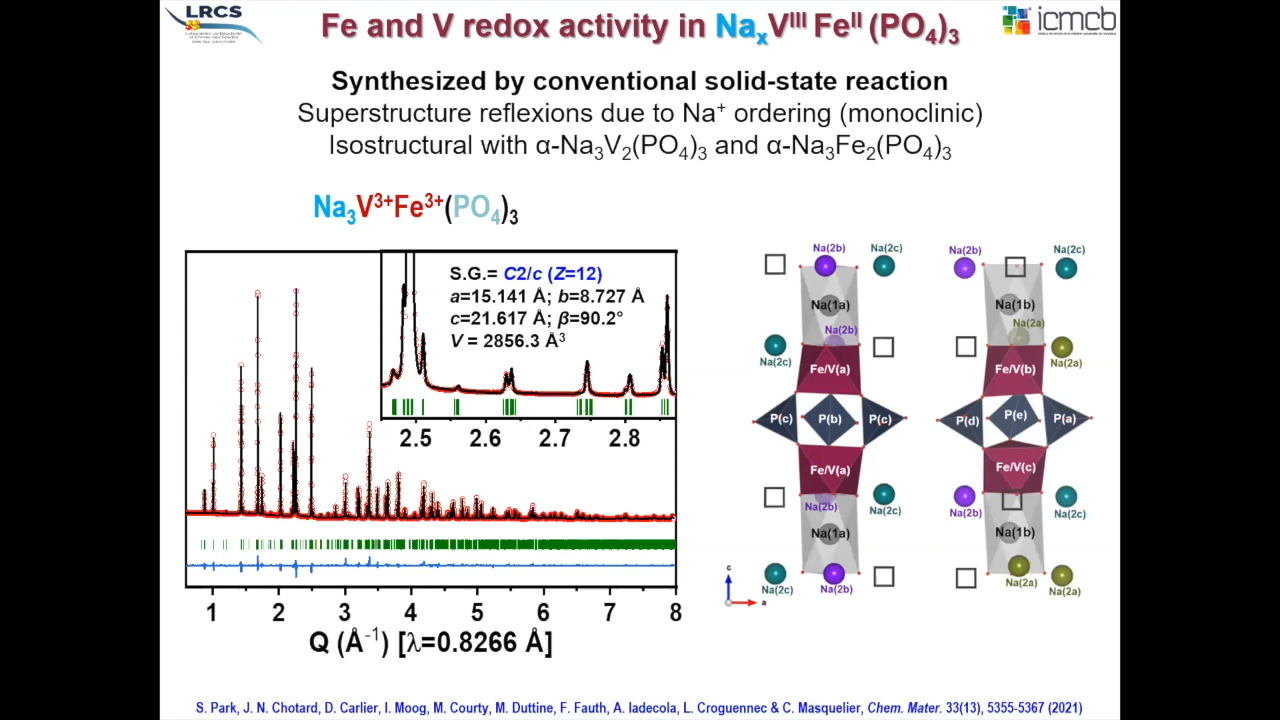 LRCS
Fe and V redox activity in NaₓVᴵᴵᴵ Feᴵᴵ (PO₄)₃
icmcb
Synthesized by conventional solid-state reaction
Superstructure reflexions due to Na⁺ ordering (monoclinic)
Isostructural with α-Na₃V₂(PO₄)₃ and α-Na₃Fe₂(PO₄)₃
Na₃V³⁺Fe³⁺(PO₄)₃
S.G.= C2/c (Z=12)
a=15.141 Å; b=8.727 Å
c=21.617 Å; β=90.2°
V = 2856.3 Å³
2.5 2.6 2.7 2.8
1 2 3 4 5 6 7 8
Q (Å⁻¹) [λ=0.8266 Å]
Na(2b) Na(2c) Na(2b) Na(2c)
Na(1a) Na(1b)
Na(2b) Na(2a)
Na(2c) Na(2a)
Fe/V(a) Fe/V(b)
P(c) P(b) P(c) P(d) P(e) P(a)
Fe/V(a) Fe/V(c)
Na(2b) Na(2c) Na(2b) Na(2c)
Na(1a) Na(1b)
Na(2c) Na(2b) Na(2a) Na(2a)
c
a
S. Park, J. N. Chotard, D. Carlier, I. Moog, M. Courty, M. Duttine, F. Fauth, A. Iadecola, L. Croguennec & C. Masquelier, Chem. Mater. 33(13), 5355-5367 (2021)